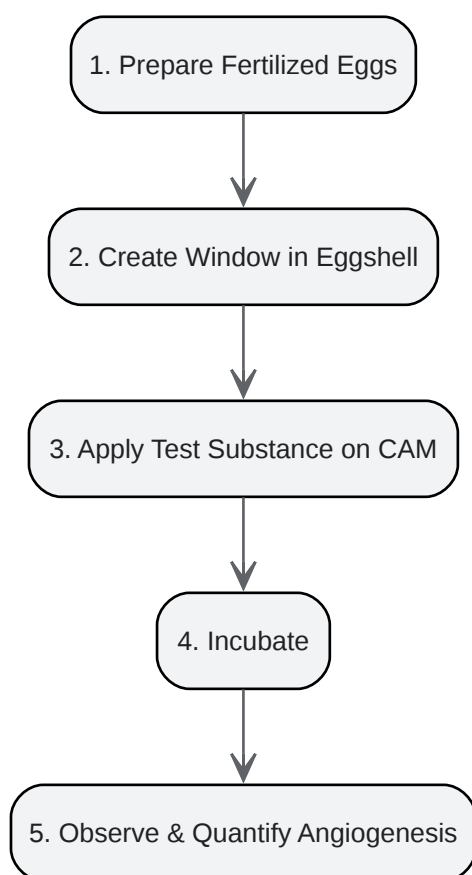 1. Prepare Fertilized Eggs
2. Create Window in Eggshell
3. Apply Test Substance on CAM
4. Incubate
5. Observe & Quantify Angiogenesis